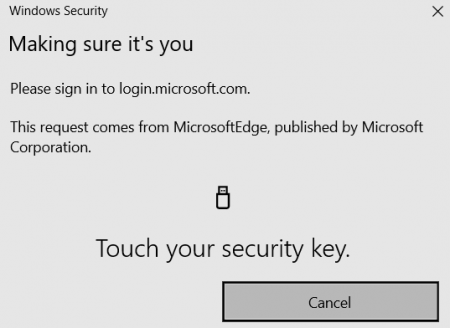 Windows Security
Making sure it's you
Please sign in to login.microsoft.com.
This request comes from MicrosoftEdge, published by Microsoft
Corporation.
Touch your security key.
Cancel